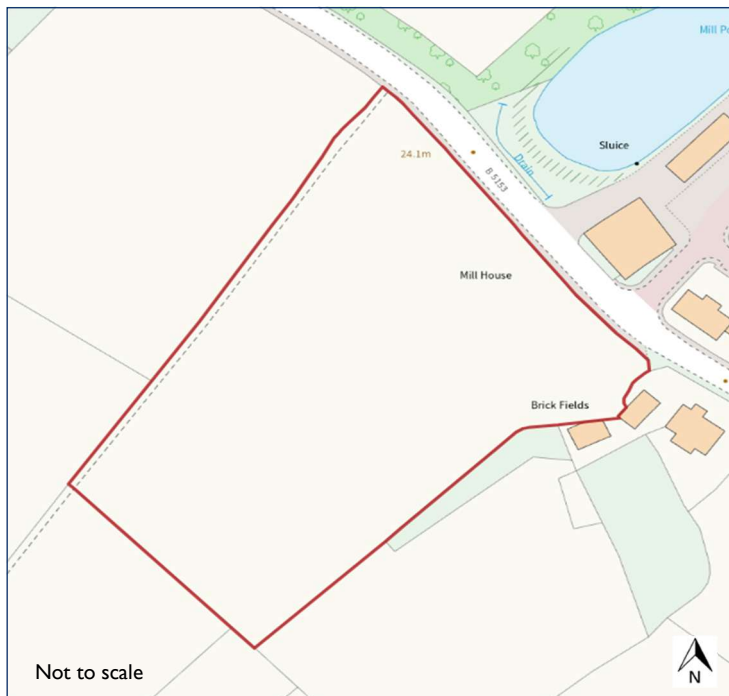 Mill Po
Sluice
24.1m
Drain
B 5153
Mill House
Brick Fields
Not to scale
N